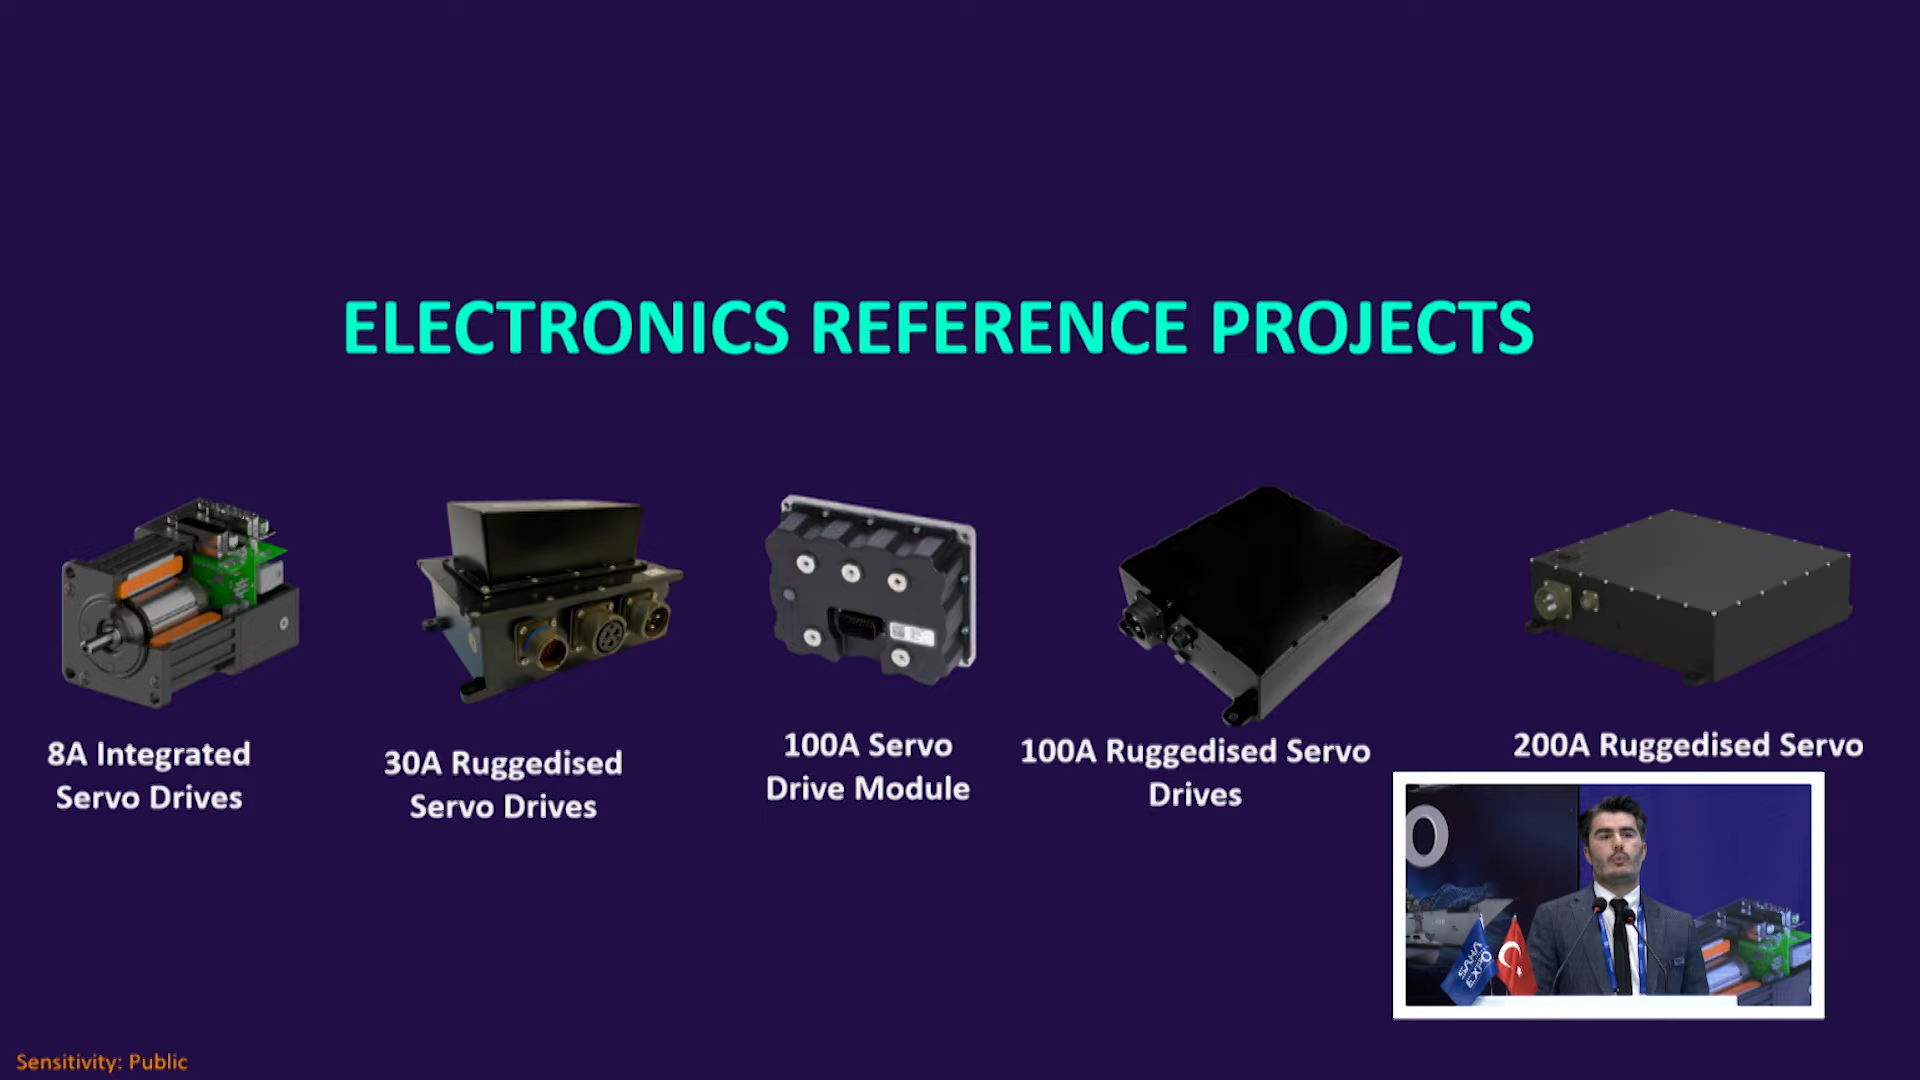 ELECTRONICS REFERENCE PROJECTS
8A Integrated
Servo Drives
30A Ruggedised
Servo Drives
100A Servo
Drive Module
100A Ruggedised Servo
Drives
200A Ruggedised Servo
O
SAHA
EXPO
Sensitivity: Public